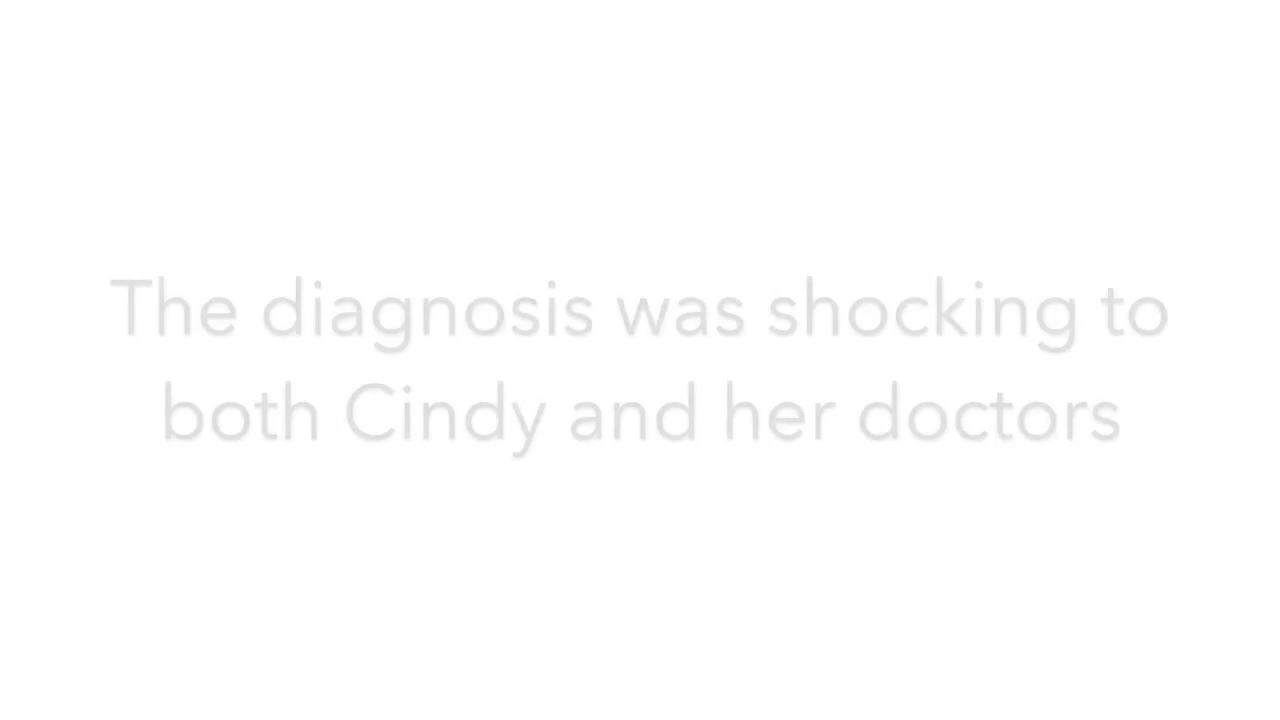 The diagnosis was shocking to
both Cindy and her doctors